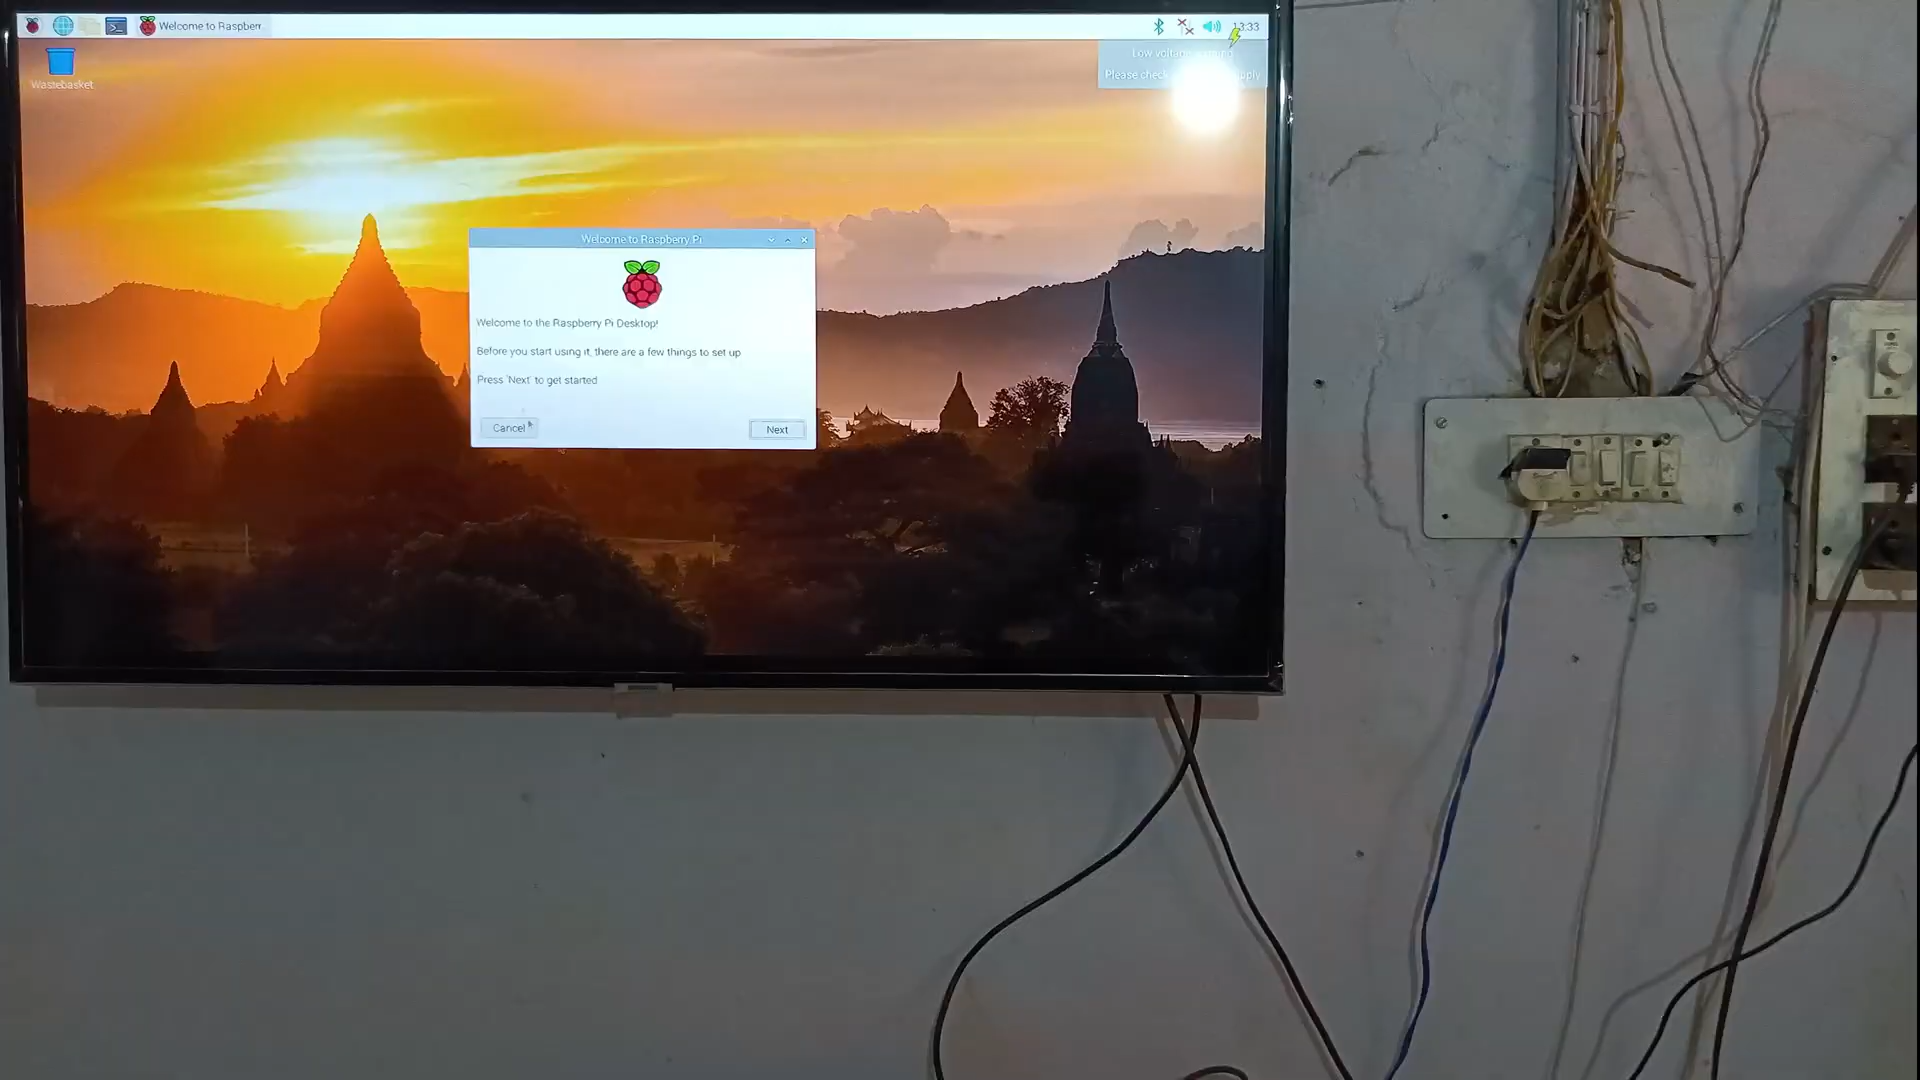 Welcome to Raspberr
13:33
Low voltage warning
Please check supply
Wastebasket
Welcome to Raspberry Pi
Welcome to the Raspberry Pi Desktop!
Before you start using it, there are a few things to set up.
Press 'Next' to get started.
Cancel
Next